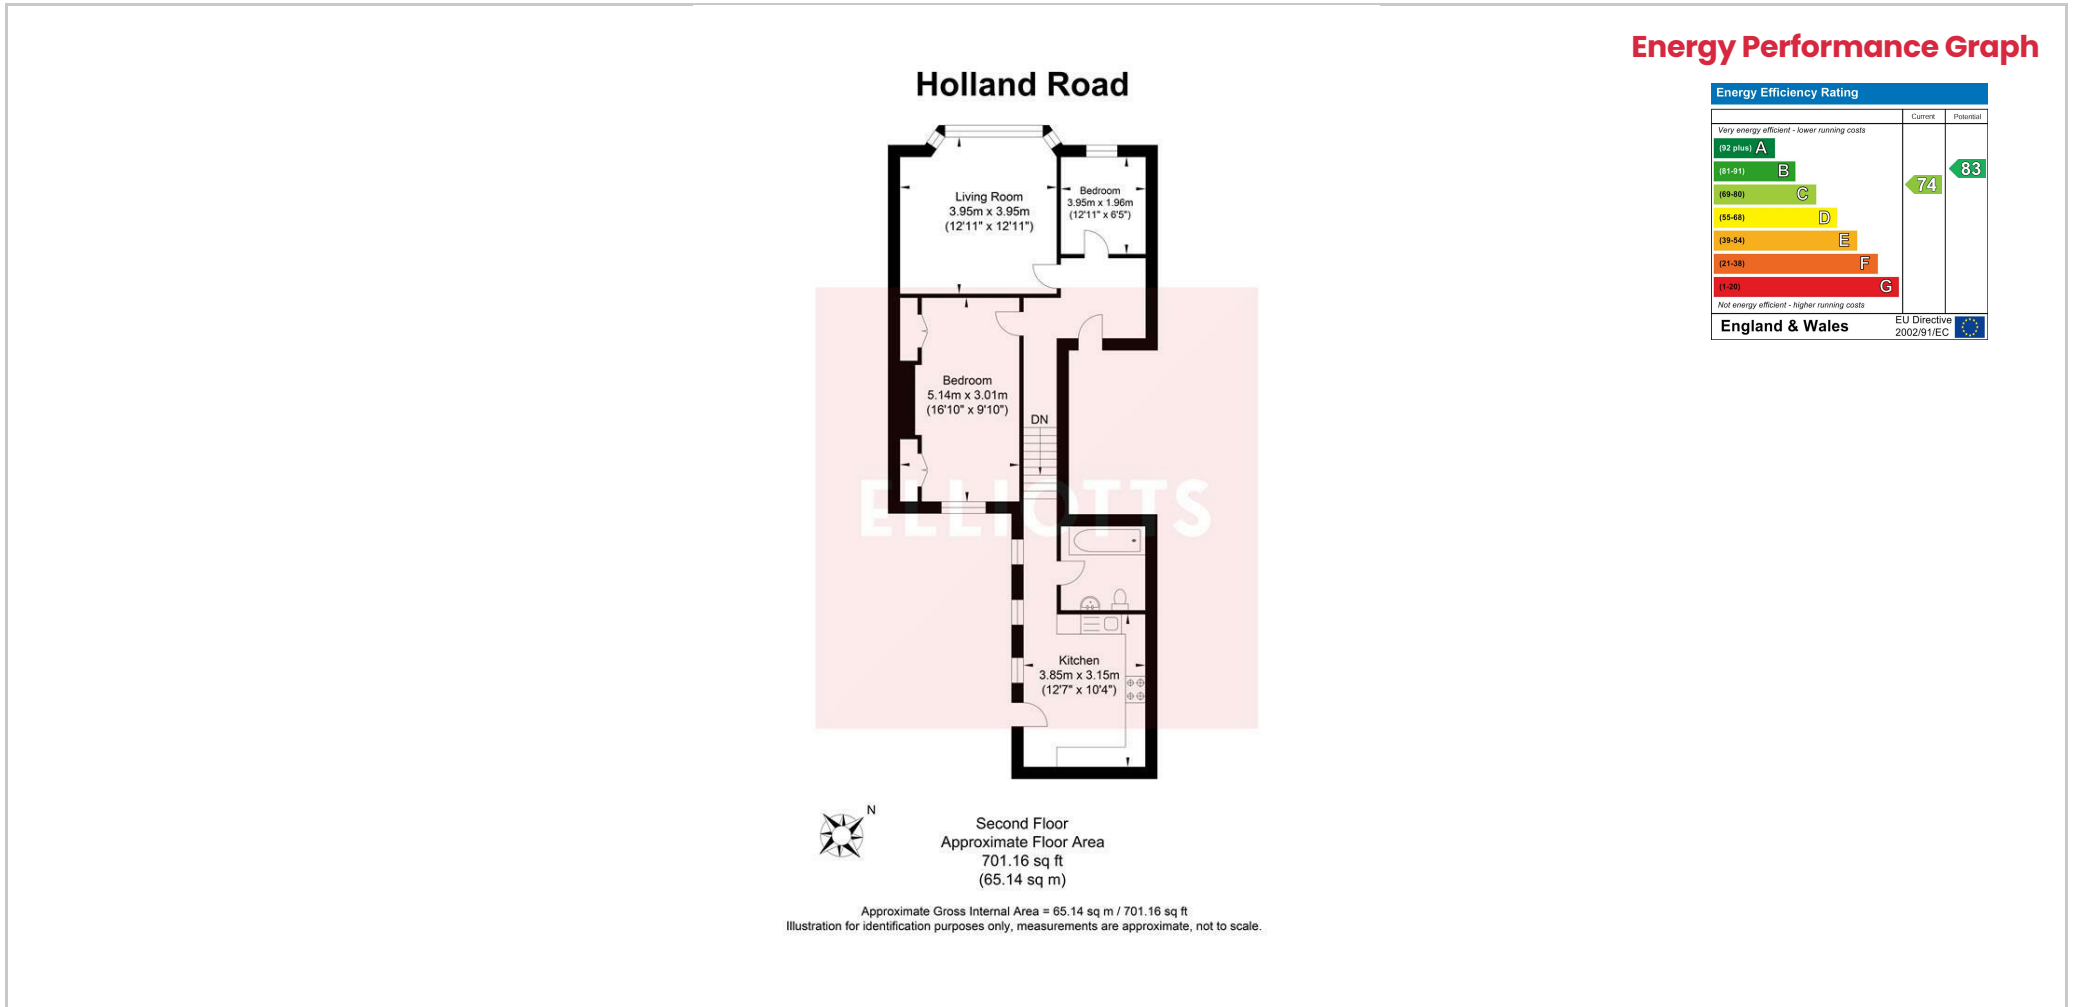 Energy Performance Graph
Holland Road
Energy Efficiency Rating
Current
Potential
Very energy efficient - lower running costs
(92 plus) A
(81-91) B
(69-80) C
(55-68) D
(39-54) E
(21-38) F
(1-20) G
74
83
Not energy efficient - higher running costs
England & Wales
EU Directive
2002/91/EC
Living Room
3.95m x 3.95m
(12'11" x 12'11")
Bedroom
3.95m x 1.96m
(12'11" x 6'5")
Bedroom
5.14m x 3.01m
(16'10" x 9'10")
DN
ELLIOTTS
Kitchen
3.85m x 3.15m
(12'7" x 10'4")
N
Second Floor
Approximate Floor Area
701.16 sq ft
(65.14 sq m)
Approximate Gross Internal Area = 65.14 sq m / 701.16 sq ft
Illustration for identification purposes only, measurements are approximate, not to scale.